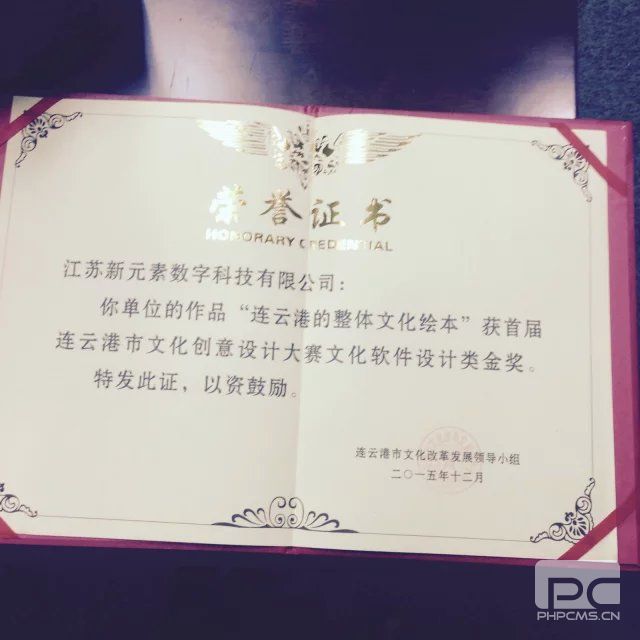 荣誉证书
HONORARY CREDENTIAL
江苏新元素数字科技有限公司：
你单位的作品“连云港的整体文化绘本”获首届
连云港市文化创意设计大赛文化软件设计类金奖。
特发此证，以资鼓励。
连云港市文化改革发展领导小组
二〇一五年十二月
PC
PHPCMS.CN